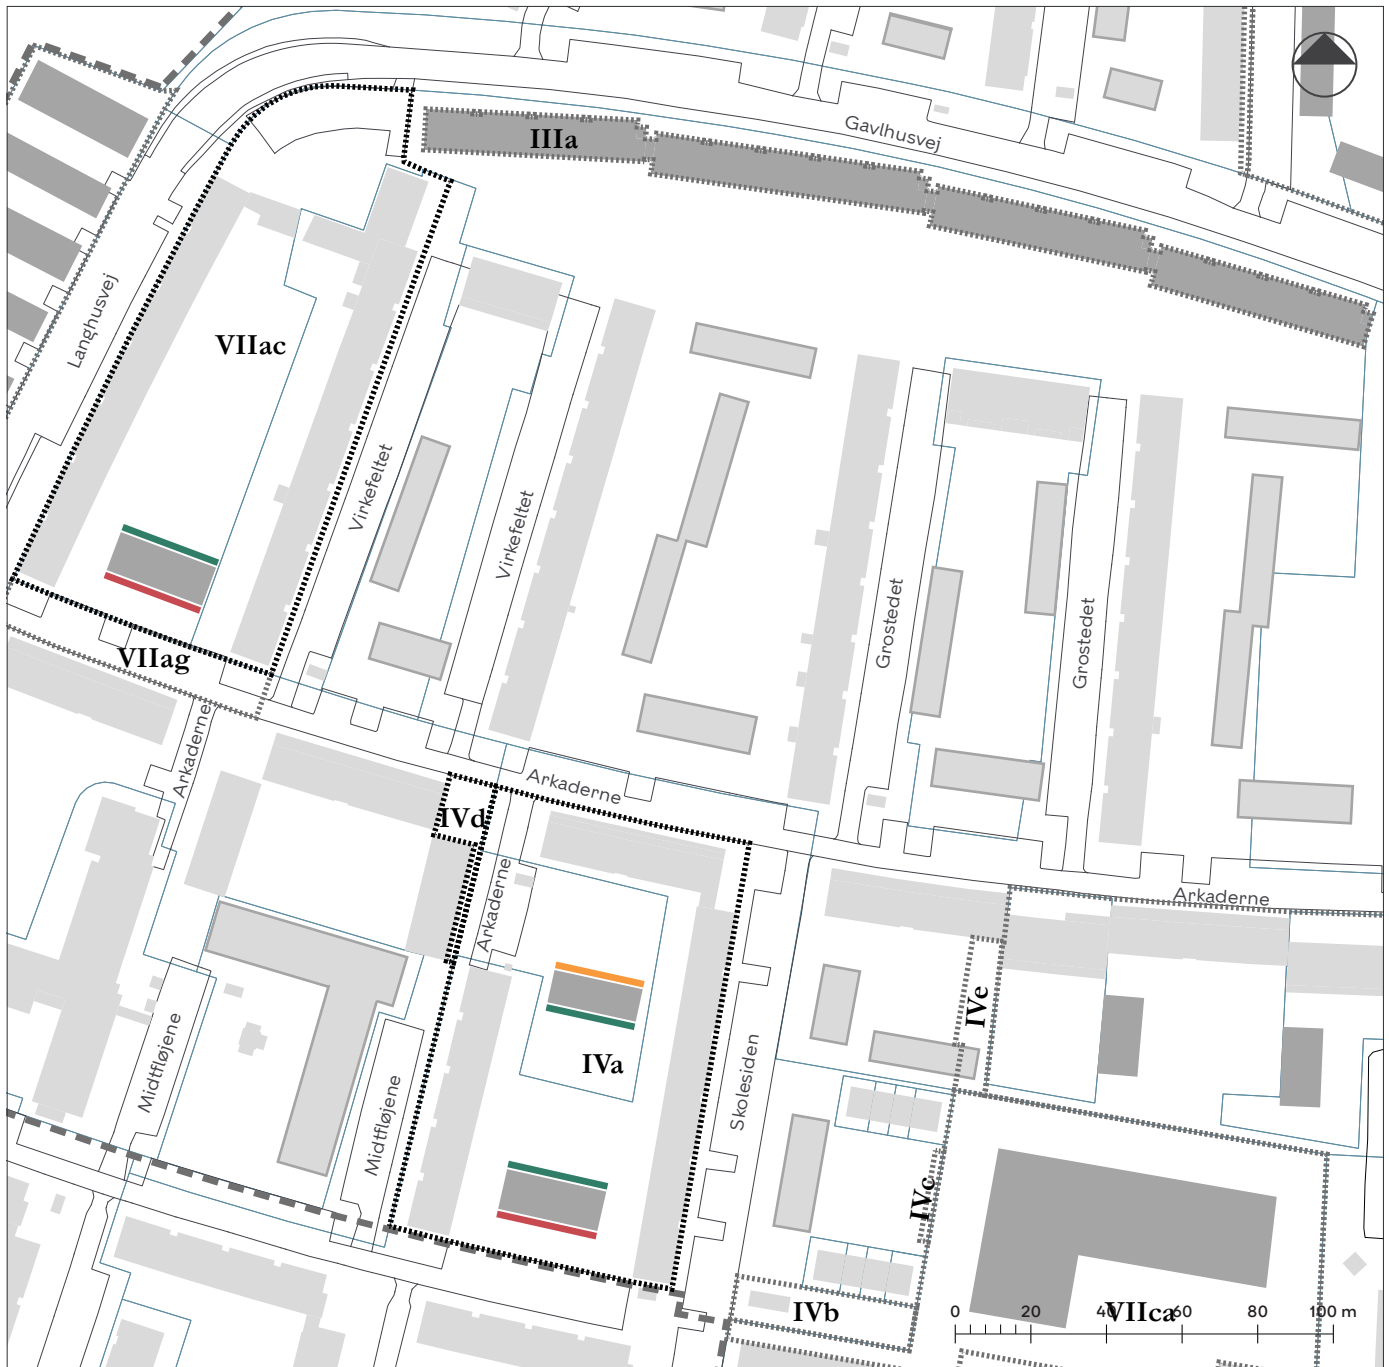 Gavlhusvej
IIIa
Langhusvej
VIIac
Virkefeltet
Virkefeltet
Grostedet
Grostedet
VIIag
Arkaderne
Arkaderne
IVd
Arkaderne
Arkaderne
IVe
Midtfløjene
IVa
Skolesiden
Midtfløjene
IVc
IVb
VIIca
0 20 40 60 80 100 m